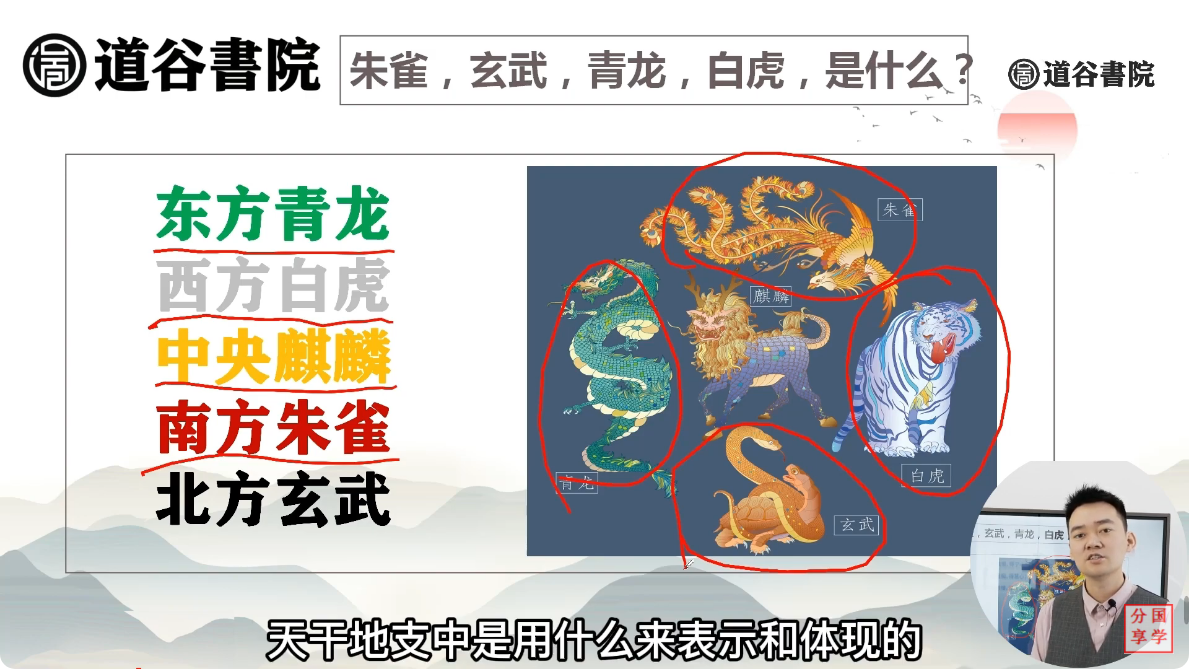 道谷書院
朱雀，玄武，青龙，白虎，是什么？
道谷書院
东方青龙
西方白虎
中央麒麟
南方朱雀
北方玄武
朱雀
麒麟
青龙
白虎
玄武
，玄武，青龙，白虎
国学
分享
天干地支中是用什么来表示和体现的